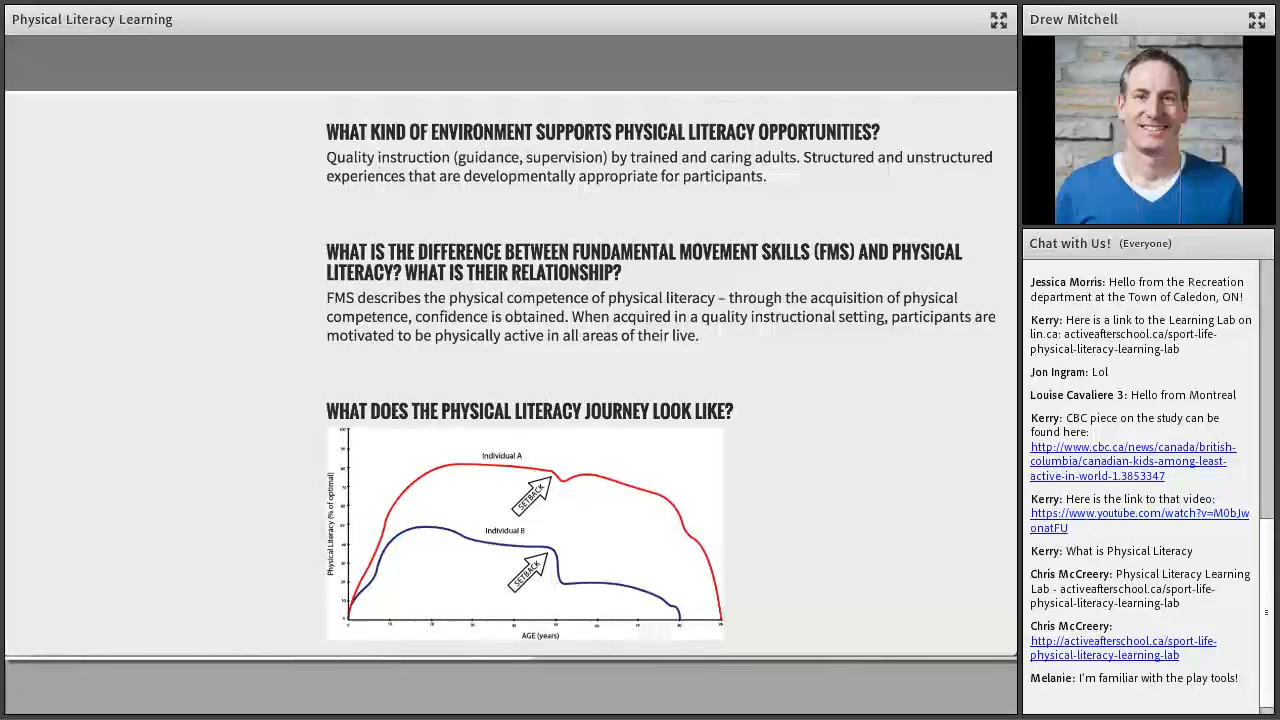 Physical Literacy Learning
WHAT KIND OF ENVIRONMENT SUPPORTS PHYSICAL LITERACY OPPORTUNITIES?
Quality instruction (guidance, supervision) by trained and caring adults. Structured and unstructured
experiences that are developmentally appropriate for participants.
WHAT IS THE DIFFERENCE BETWEEN FUNDAMENTAL MOVEMENT SKILLS (FMS) AND PHYSICAL
LITERACY? WHAT IS THEIR RELATIONSHIP?
FMS describes the physical competence of physical literacy – through the acquisition of physical
competence, confidence is obtained. When acquired in a quality instructional setting, participants are
motivated to be physically active in all areas of their live.
WHAT DOES THE PHYSICAL LITERACY JOURNEY LOOK LIKE?
Physical Literacy (% of optimal)
Individual A
SETBACK
Individual B
SETBACK
AGE (years)
Drew Mitchell
Chat with Us! (Everyone)
Jessica Morris: Hello from the Recreation
department at the Town of Caledon, ON!
Kerry: Here is a link to the Learning Lab on
lin.ca: activeafterschool.ca/sport-life-
physical-literacy-learning-lab
Jon Ingram: Lol
Louise Cavaliere 3: Hello from Montreal
Kerry: CBC piece on the study can be
found here:
http://www.cbc.ca/news/canada/british-
columbia/canadian-kids-among-least-
active-in-world-1.3853347
Kerry: Here is the link to that video:
https://www.youtube.com/watch?v=M0bJw
onatFU
Kerry: What is Physical Literacy
Chris McCreery: Physical Literacy Learning
Lab - activeafterschool.ca/sport-life-
physical-literacy-learning-lab
Chris McCreery:
http://activeafterschool.ca/sport-life-
physical-literacy-learning-lab
Melanie: I'm familiar with the play tools!